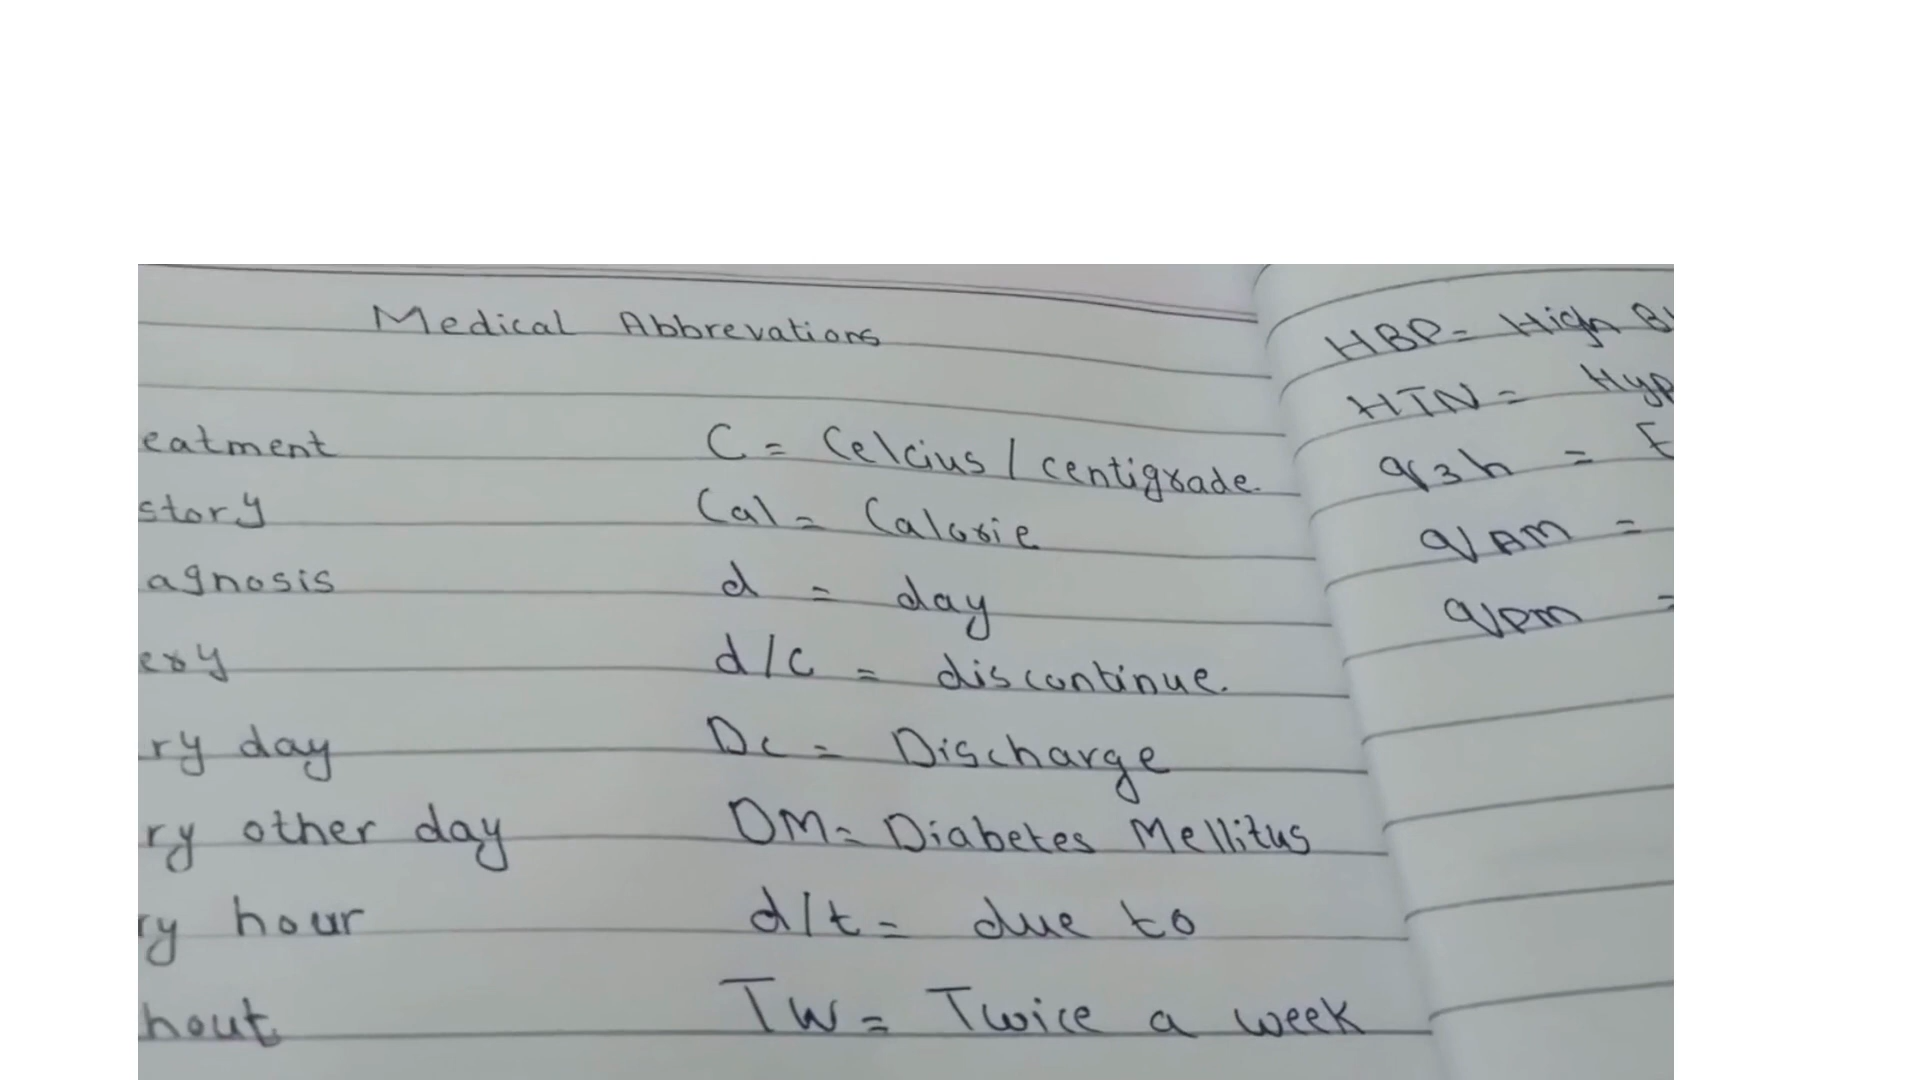 Medical Abbrevations
eatment
story
agnosis
ery
ry day
ry other day
ry hour
hout
C = Celcius / centigrade.
Cal = Calorie
d = day
d/c = discontinue.
Dc = Discharge
DM = Diabetes Mellitus
d/t = due to
TW = Twice a week
HBP = High Bl
HTN = Hyp
q3h = E
qAM =
qpm =